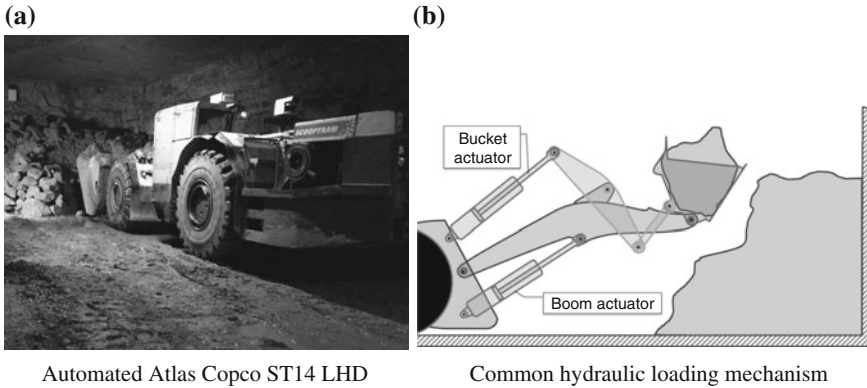 (a)
(b)
SCOOPTRAM
Bucket
actuator
Boom actuator
Automated Atlas Copco ST14 LHD
Common hydraulic loading mechanism